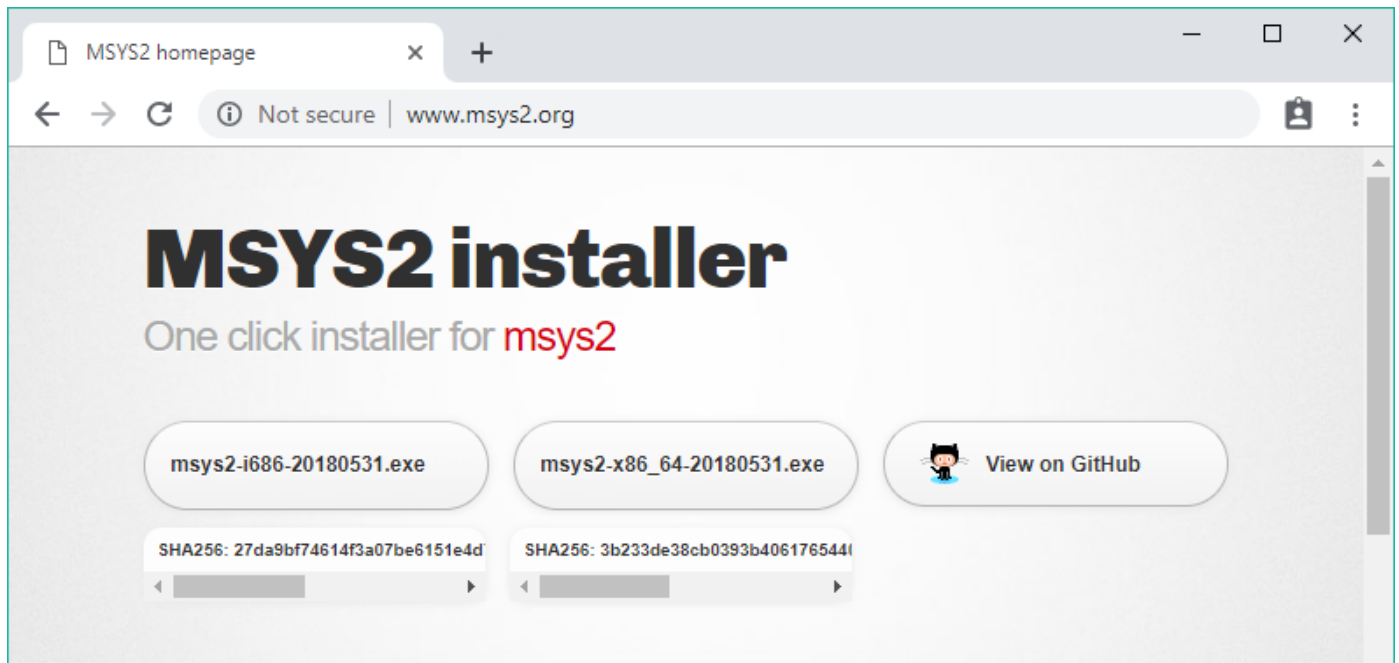 MSYS2 homepage
Not secure www.msys2.org
MSYS2 installer
One click installer for msys2
msys2-i686-20180531.exe
msys2-x86_64-20180531.exe
View on GitHub
SHA256: 27da9bf74614f3a07be6151e4d
SHA256: 3b233de38cb0393b4061765440